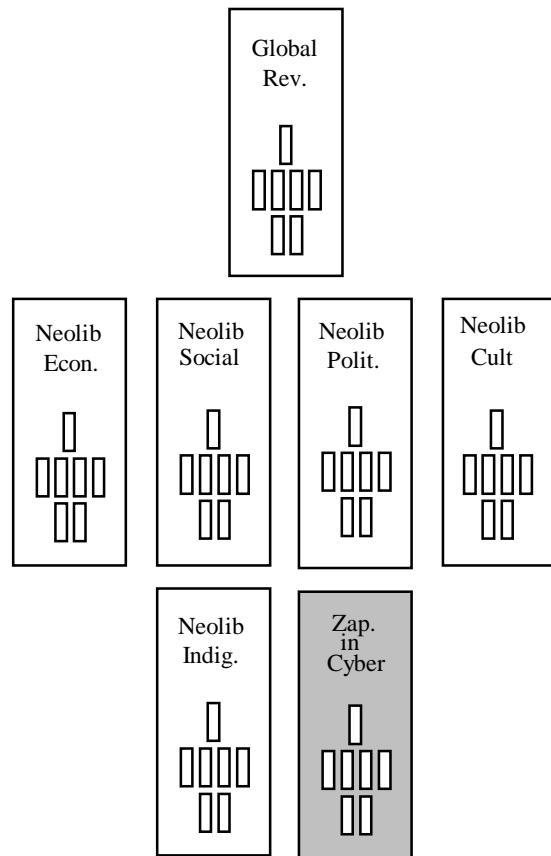 Global
Rev.
Neolib
Econ.
Neolib
Social
Neolib
Polit.
Neolib
Cult
Neolib
Indig.
Zap.
in
Cyber